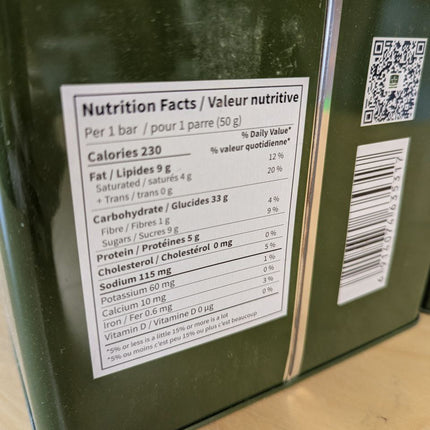 Nutrition Facts / Valeur nutritive
Per 1 bar / pour 1 parre (50 g)
% Daily Value*
Calories 230
% valeur quotidienne*
Fat / Lipides 9 g 12 %
Saturated / saturés 4 g 20 %
+ Trans / trans 0 g
Carbohydrate / Glucides 33 g
Fibre / Fibres 1 g 4 %
Sugars / Sucres 9 g 9 %
Protein / Protéines 5 g
Cholesterol / Cholestérol 0 mg 0 %
Sodium 115 mg 5 %
Potassium 60 mg 1 %
Calcium 10 mg 0 %
Iron / Fer 0.6 mg 3 %
Vitamin D / Vitamine D 0 µg 0 %
*5% or less is a little 15% or more is a lot
*5% ou moins c'est peu 15% ou plus c'est beaucoup